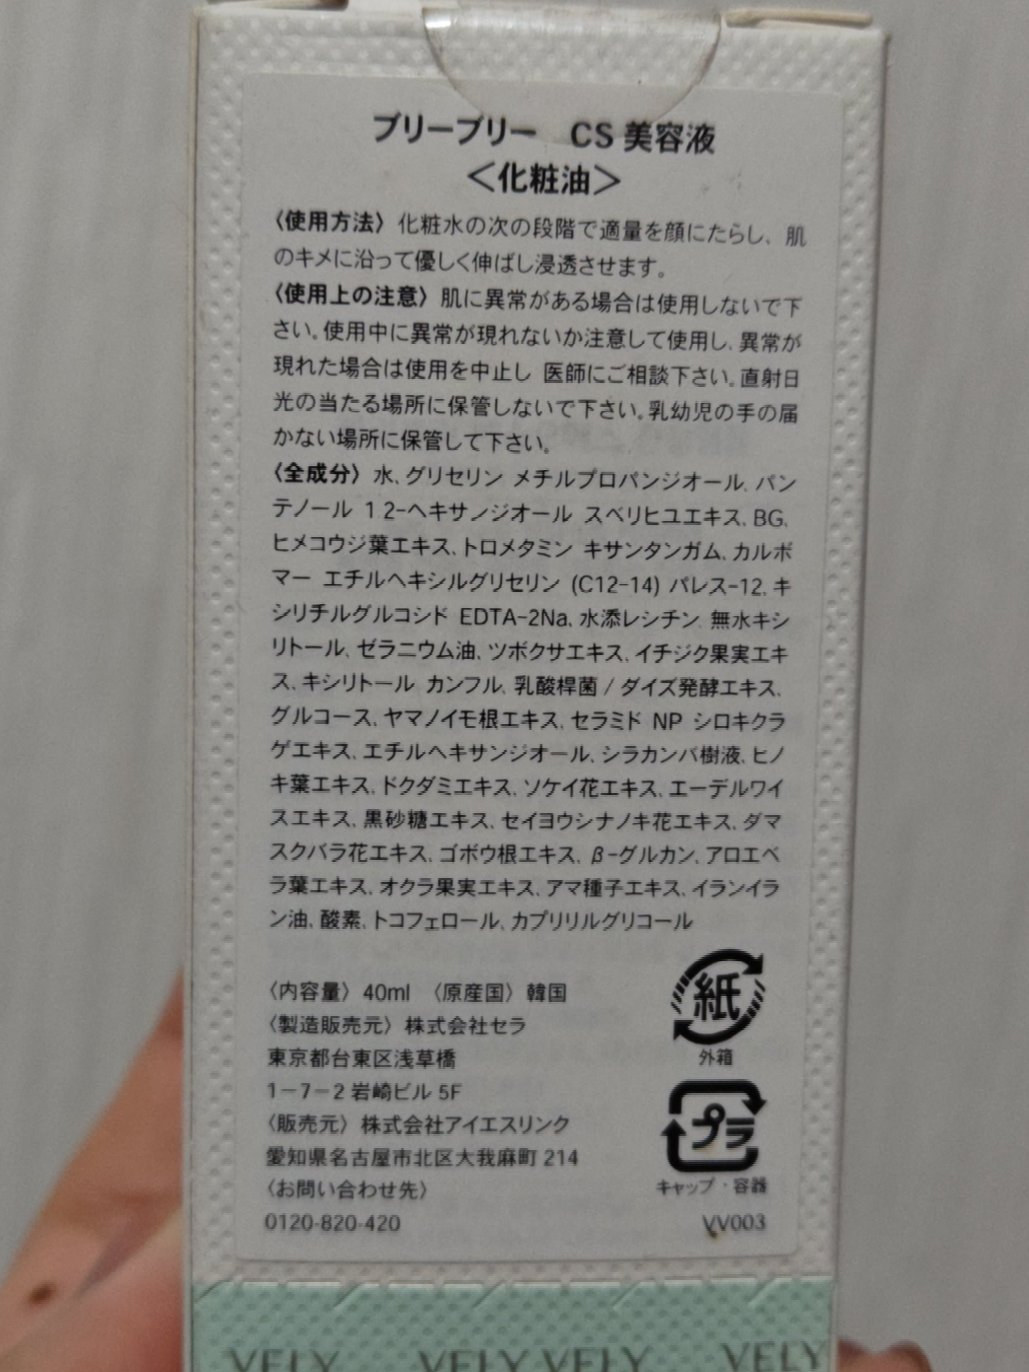 ブリーブリー CS 美容液
＜化粧油＞
〈使用方法〉 化粧水の次の段階で適量を顔にたらし、肌
のキメに沿って優しく伸ばし浸透させます。
〈使用上の注意〉肌に異常がある場合は使用しないで下
さい。使用中に異常が現れないか注意して使用し、異常が
現れた場合は使用を中止し 医師にご相談下さい。直射日
光の当たる場所に保管しないで下さい。乳幼児の手の届
かない場所に保管して下さい。
〈全成分〉 水、グリセリン メチルプロパンジオール、パン
テノール 1 2-ヘキサンジオール スベリヒユエキス、BG、
ヒメコウジ葉エキス、トロメタミン キサンタンガム、カルボ
マー エチルヘキシルグリセリン (C12-14) パレス-12、キ
シリチルグルコシド EDTA-2Na、水添レシチン 無水キシ
リトール、ゼラニウム油、ツボクサエキス、イチジク果実エキ
ス、キシリトール カンフル、乳酸桿菌 / ダイズ発酵エキス、
グルコース、ヤマノイモ根エキス、セラミド NP シロキクラ
ゲエキス、エチルヘキサンジオール、シラカンバ樹液、ヒノ
キ葉エキス、ドクダミエキス、ソケイ花エキス、エーデルワイ
スエキス、黒砂糖エキス、セイヨウシナノキ花エキス、ダマ
スクバラ花エキス、ゴボウ根エキス、β-グルカン、アロエベ
ラ葉エキス、オクラ果実エキス、アマ種子エキス、イランイラ
ン油、酸素、トコフェロール、カプリリルグリコール
〈内容量〉 40ml 〈原産国〉 韓国
〈製造販売元〉 株式会社セラ
東京都台東区浅草橋
1－7－2 岩崎ビル 5F
〈販売元〉 株式会社アイエスリンク
愛知県名古屋市北区大我麻町 214
〈お問い合わせ先〉
0120-820-420
紙
外箱
プラ
キャップ・容器
VV003
VELY VELY VELY VELY